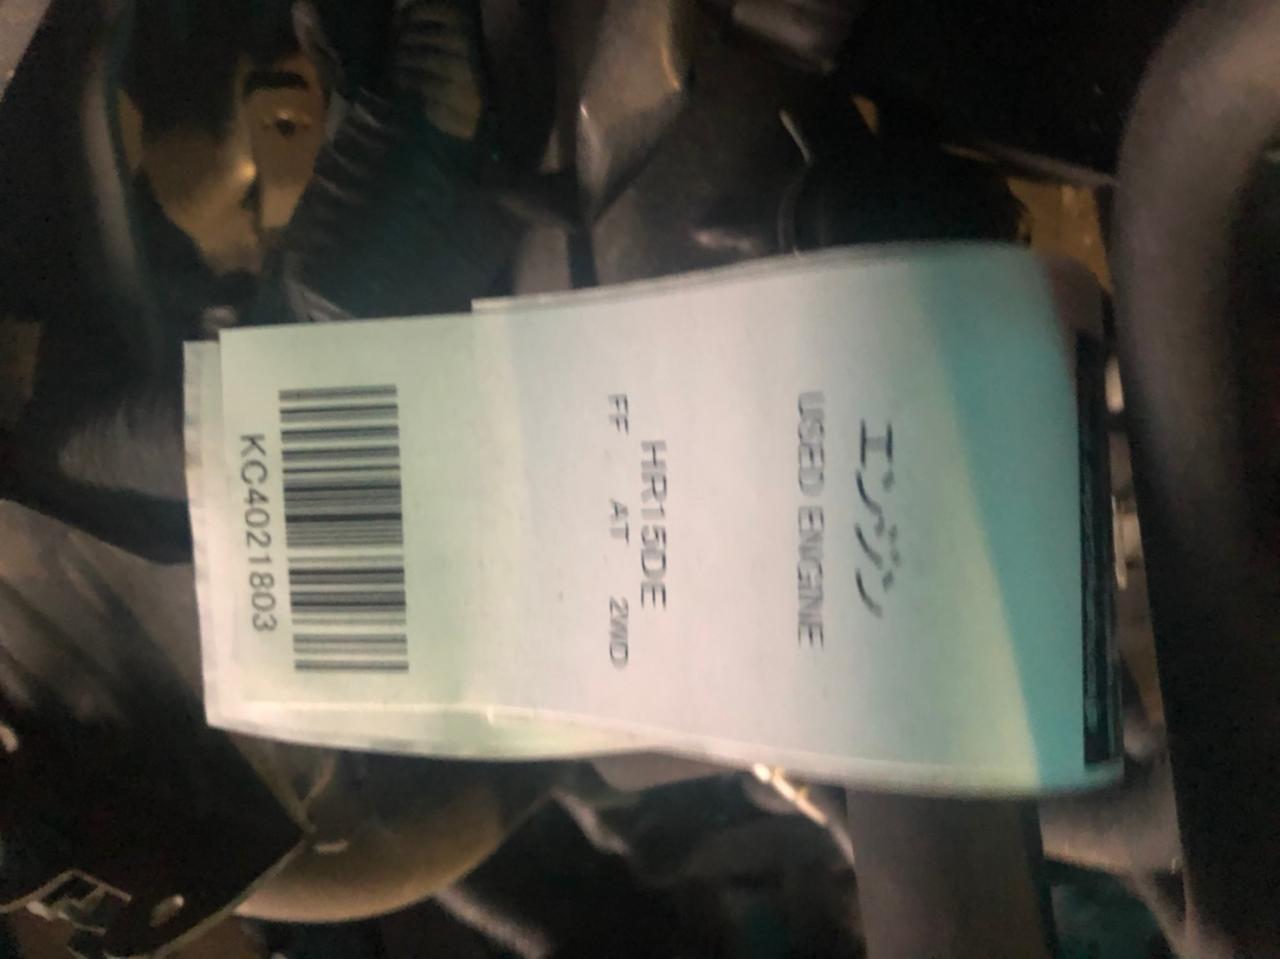 エンジン
USED ENGINE
HR15DE
FF AT 2WD
KC4021803